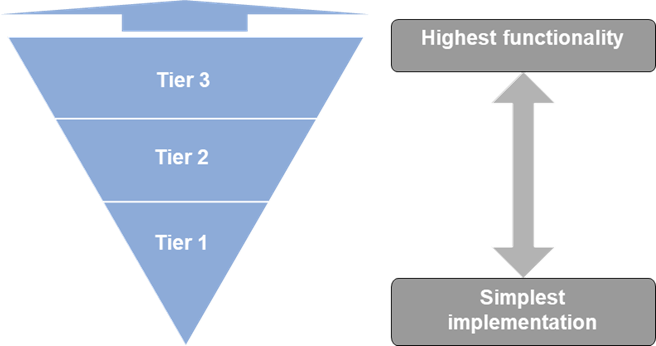 Highest functionality
Tier 3
Tier 2
Tier 1
Simplest
implementation